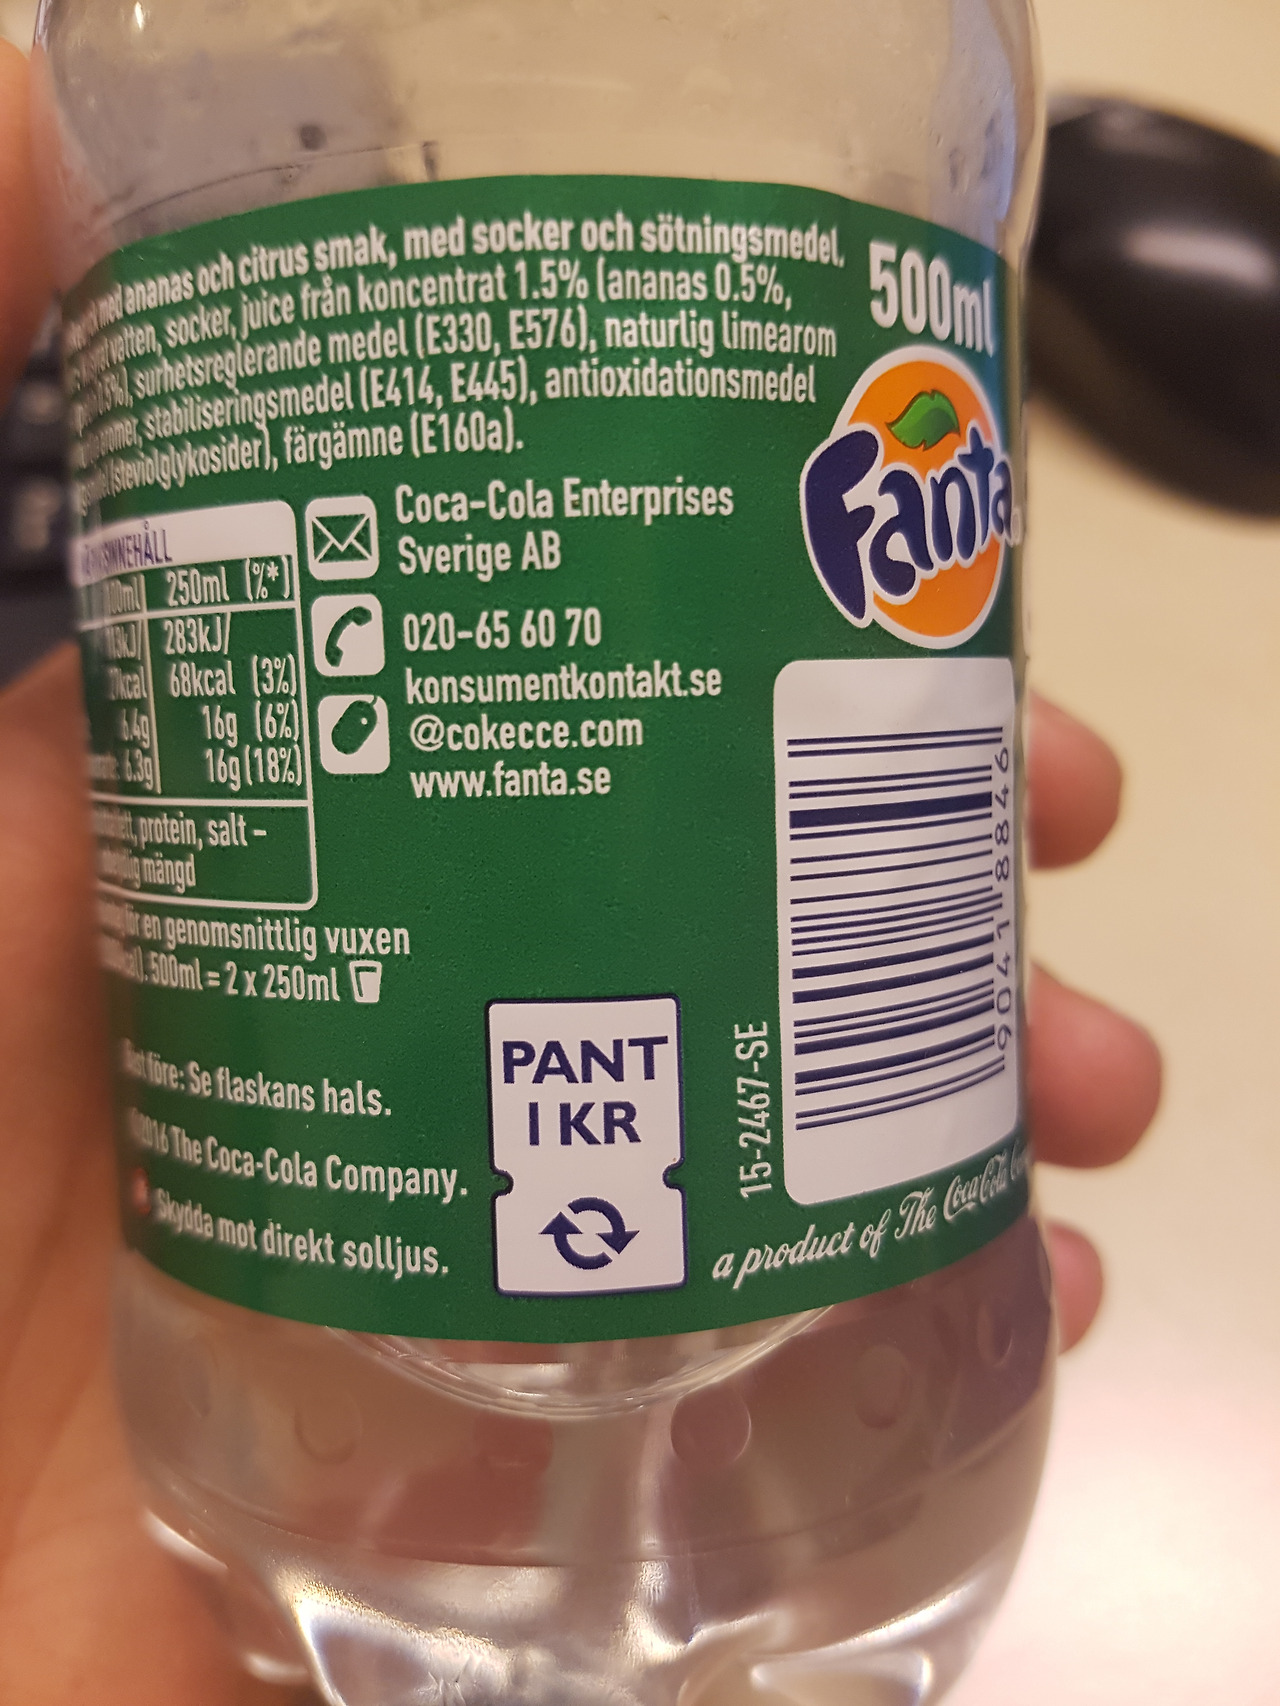 med ananas och citrus smak, med socker och sötningsmedel.
vatten, socker, juice från koncentrat 1.5% (ananas 0.5%,
surhetsreglerande medel (E330, E576), naturlig limearom
aromer, stabiliseringsmedel (E414, E445), antioxidationsmedel
(steviolglykosider), färgämne (E160a).
500ml
Fanta
250ml (%*)
283kJ/
68kcal (3%)
6.4g 16g (6%)
6.3g 16g (18%)
protein, salt –
mängd
för en genomsnittlig vuxen
500ml = 2 x 250ml
Coca-Cola Enterprises
Sverige AB
020-65 60 70
konsumentkontakt.se
@cokecce.com
www.fanta.se
före: Se flaskans hals.
©2016 The Coca-Cola Company.
Skydda mot direkt solljus.
PANT
1 KR
15-2467-SE
90418846
a product of The Coca-Cola